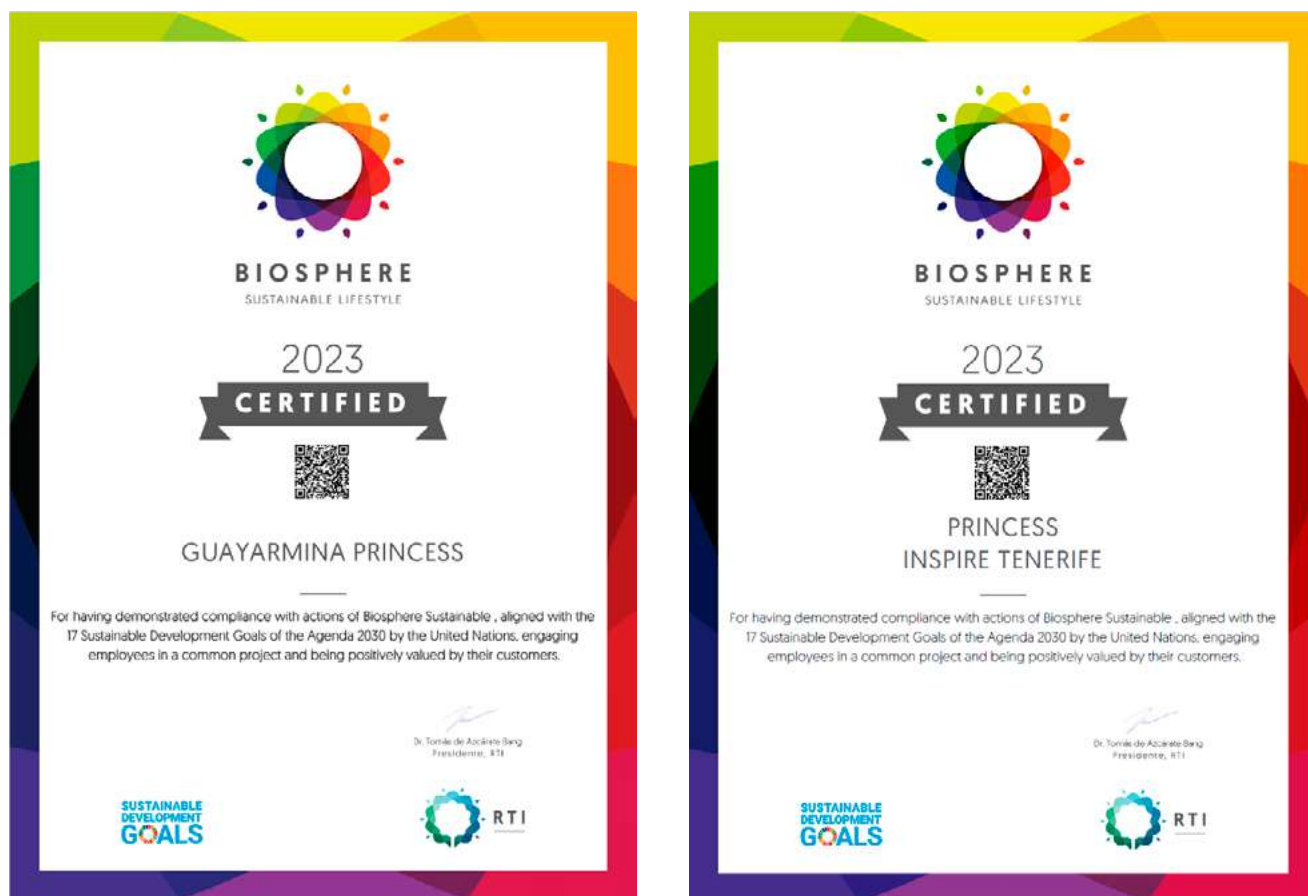 BIOSPHERE
SUSTAINABLE LIFESTYLE
2023
CERTIFIED
GUAYARMINA PRINCESS
For having demonstrated compliance with actions of Biosphere Sustainable , aligned with the
17 Sustainable Development Goals of the Agenda 2030 by the United Nations, engaging
employees in a common project and being positively valued by their customers.
Dr. Tomás de Azcárate Bang
Presidente, RTI
SUSTAINABLE
DEVELOPMENT
GOALS
RTI
BIOSPHERE
SUSTAINABLE LIFESTYLE
2023
CERTIFIED
PRINCESS
INSPIRE TENERIFE
For having demonstrated compliance with actions of Biosphere Sustainable , aligned with the
17 Sustainable Development Goals of the Agenda 2030 by the United Nations, engaging
employees in a common project and being positively valued by their customers.
Dr. Tomás de Azcárate Bang
Presidente, RTI
SUSTAINABLE
DEVELOPMENT
GOALS
RTI